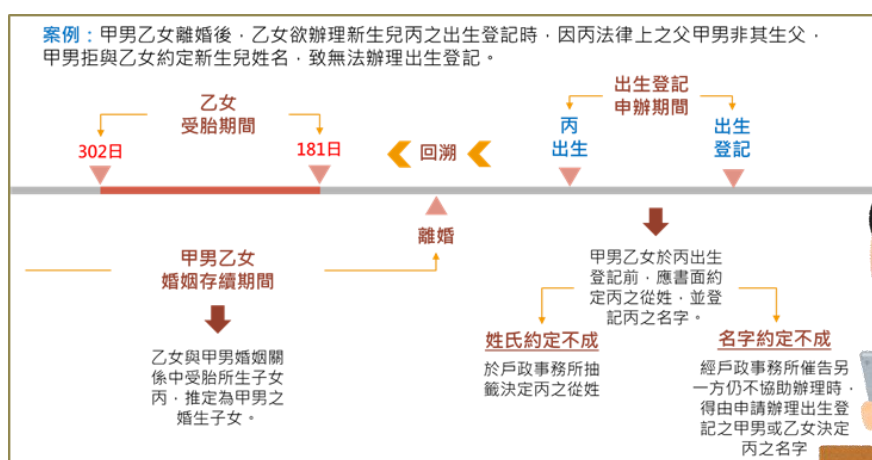 案例：甲男乙女離婚後，乙女欲辦理新生兒丙之出生登記時，因丙法律上之父甲男非其生父，
甲男拒與乙女約定新生兒姓名，致無法辦理出生登記。
乙女
受胎期間
出生登記
申辦期間
302日
181日
回溯
丙
出生
出生
登記
離婚
甲男乙女
婚姻存續期間
甲男乙女於丙出生
登記前，應書面約
定丙之從姓，並登
記丙之名字。
乙女與甲男婚姻關
係中受胎所生子女
丙，推定為甲男之
婚生子女。
姓氏約定不成
於戶政事務所抽
籤決定丙之從姓
名字約定不成
經戶政事務所催告另
一方仍不協助辦理時，
得由申請辦理出生登
記之甲男或乙女決定
丙之名字